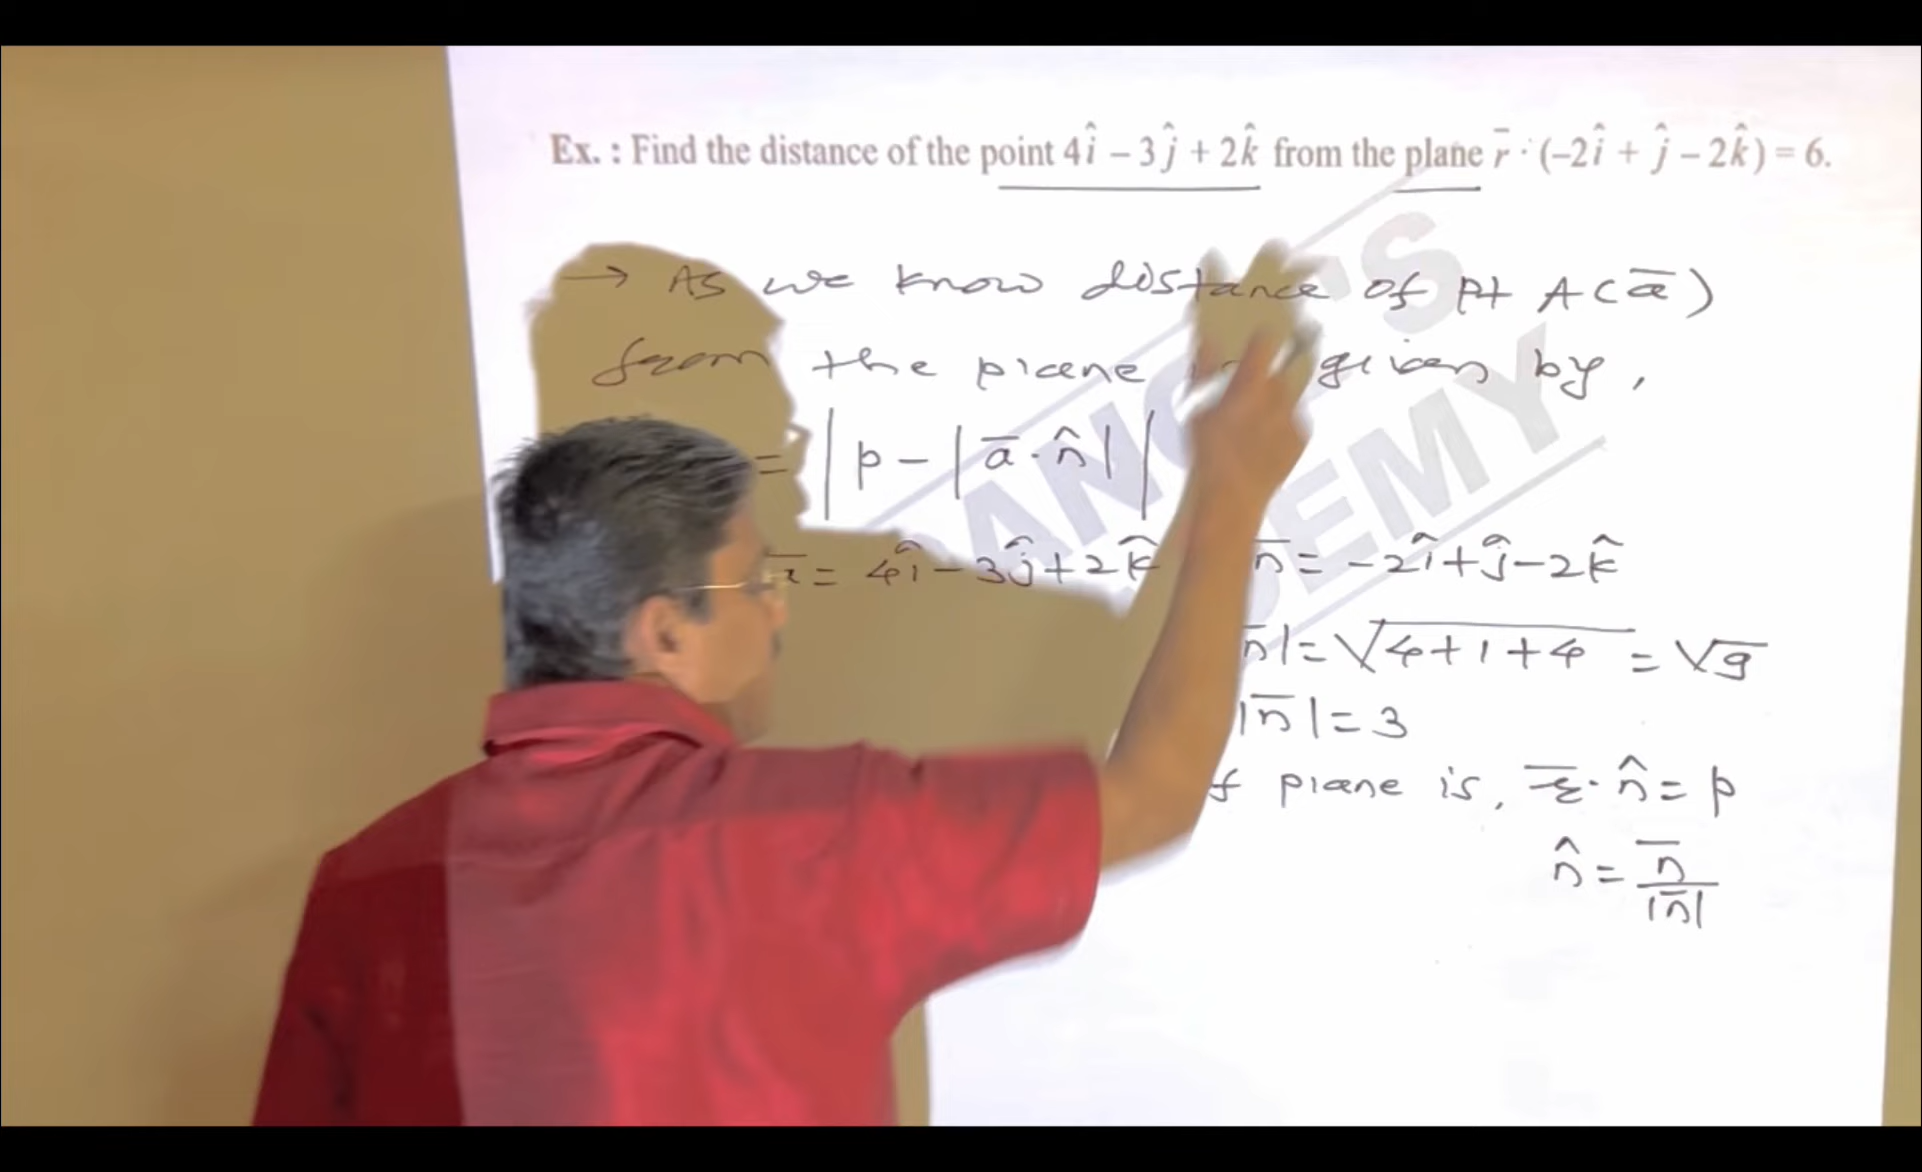 Ex. : Find the distance of the point 4î − 3ĵ + 2k̂ from the plane r̄ · (−2î + ĵ − 2k̂) = 6.
→ As we know distance of pt A(ā)
from the plane is given by,
= |p − |ā · n̂||
ā = 4î − 3ĵ + 2k̂ n̄ = −2î + ĵ − 2k̂
n̄| = √4+1+4 = √9
|n̄| = 3
f plane is, r̄ · n̂ = p
n̂ = n̄/|n̄|